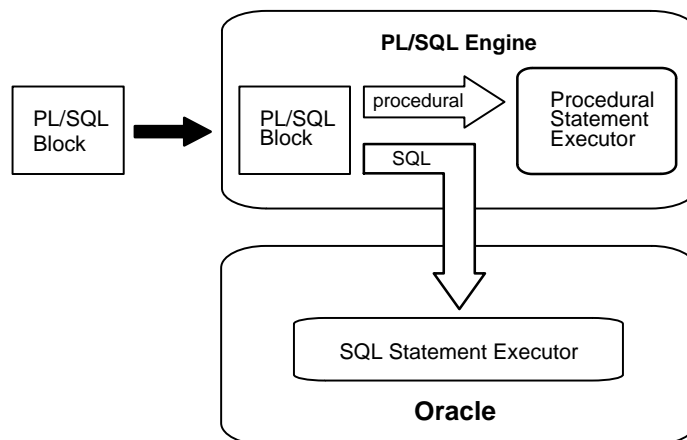 PL/SQL Engine
PL/SQL
Block
PL/SQL
Block
procedural
Procedural
Statement
Executor
SQL
SQL Statement Executor
Oracle